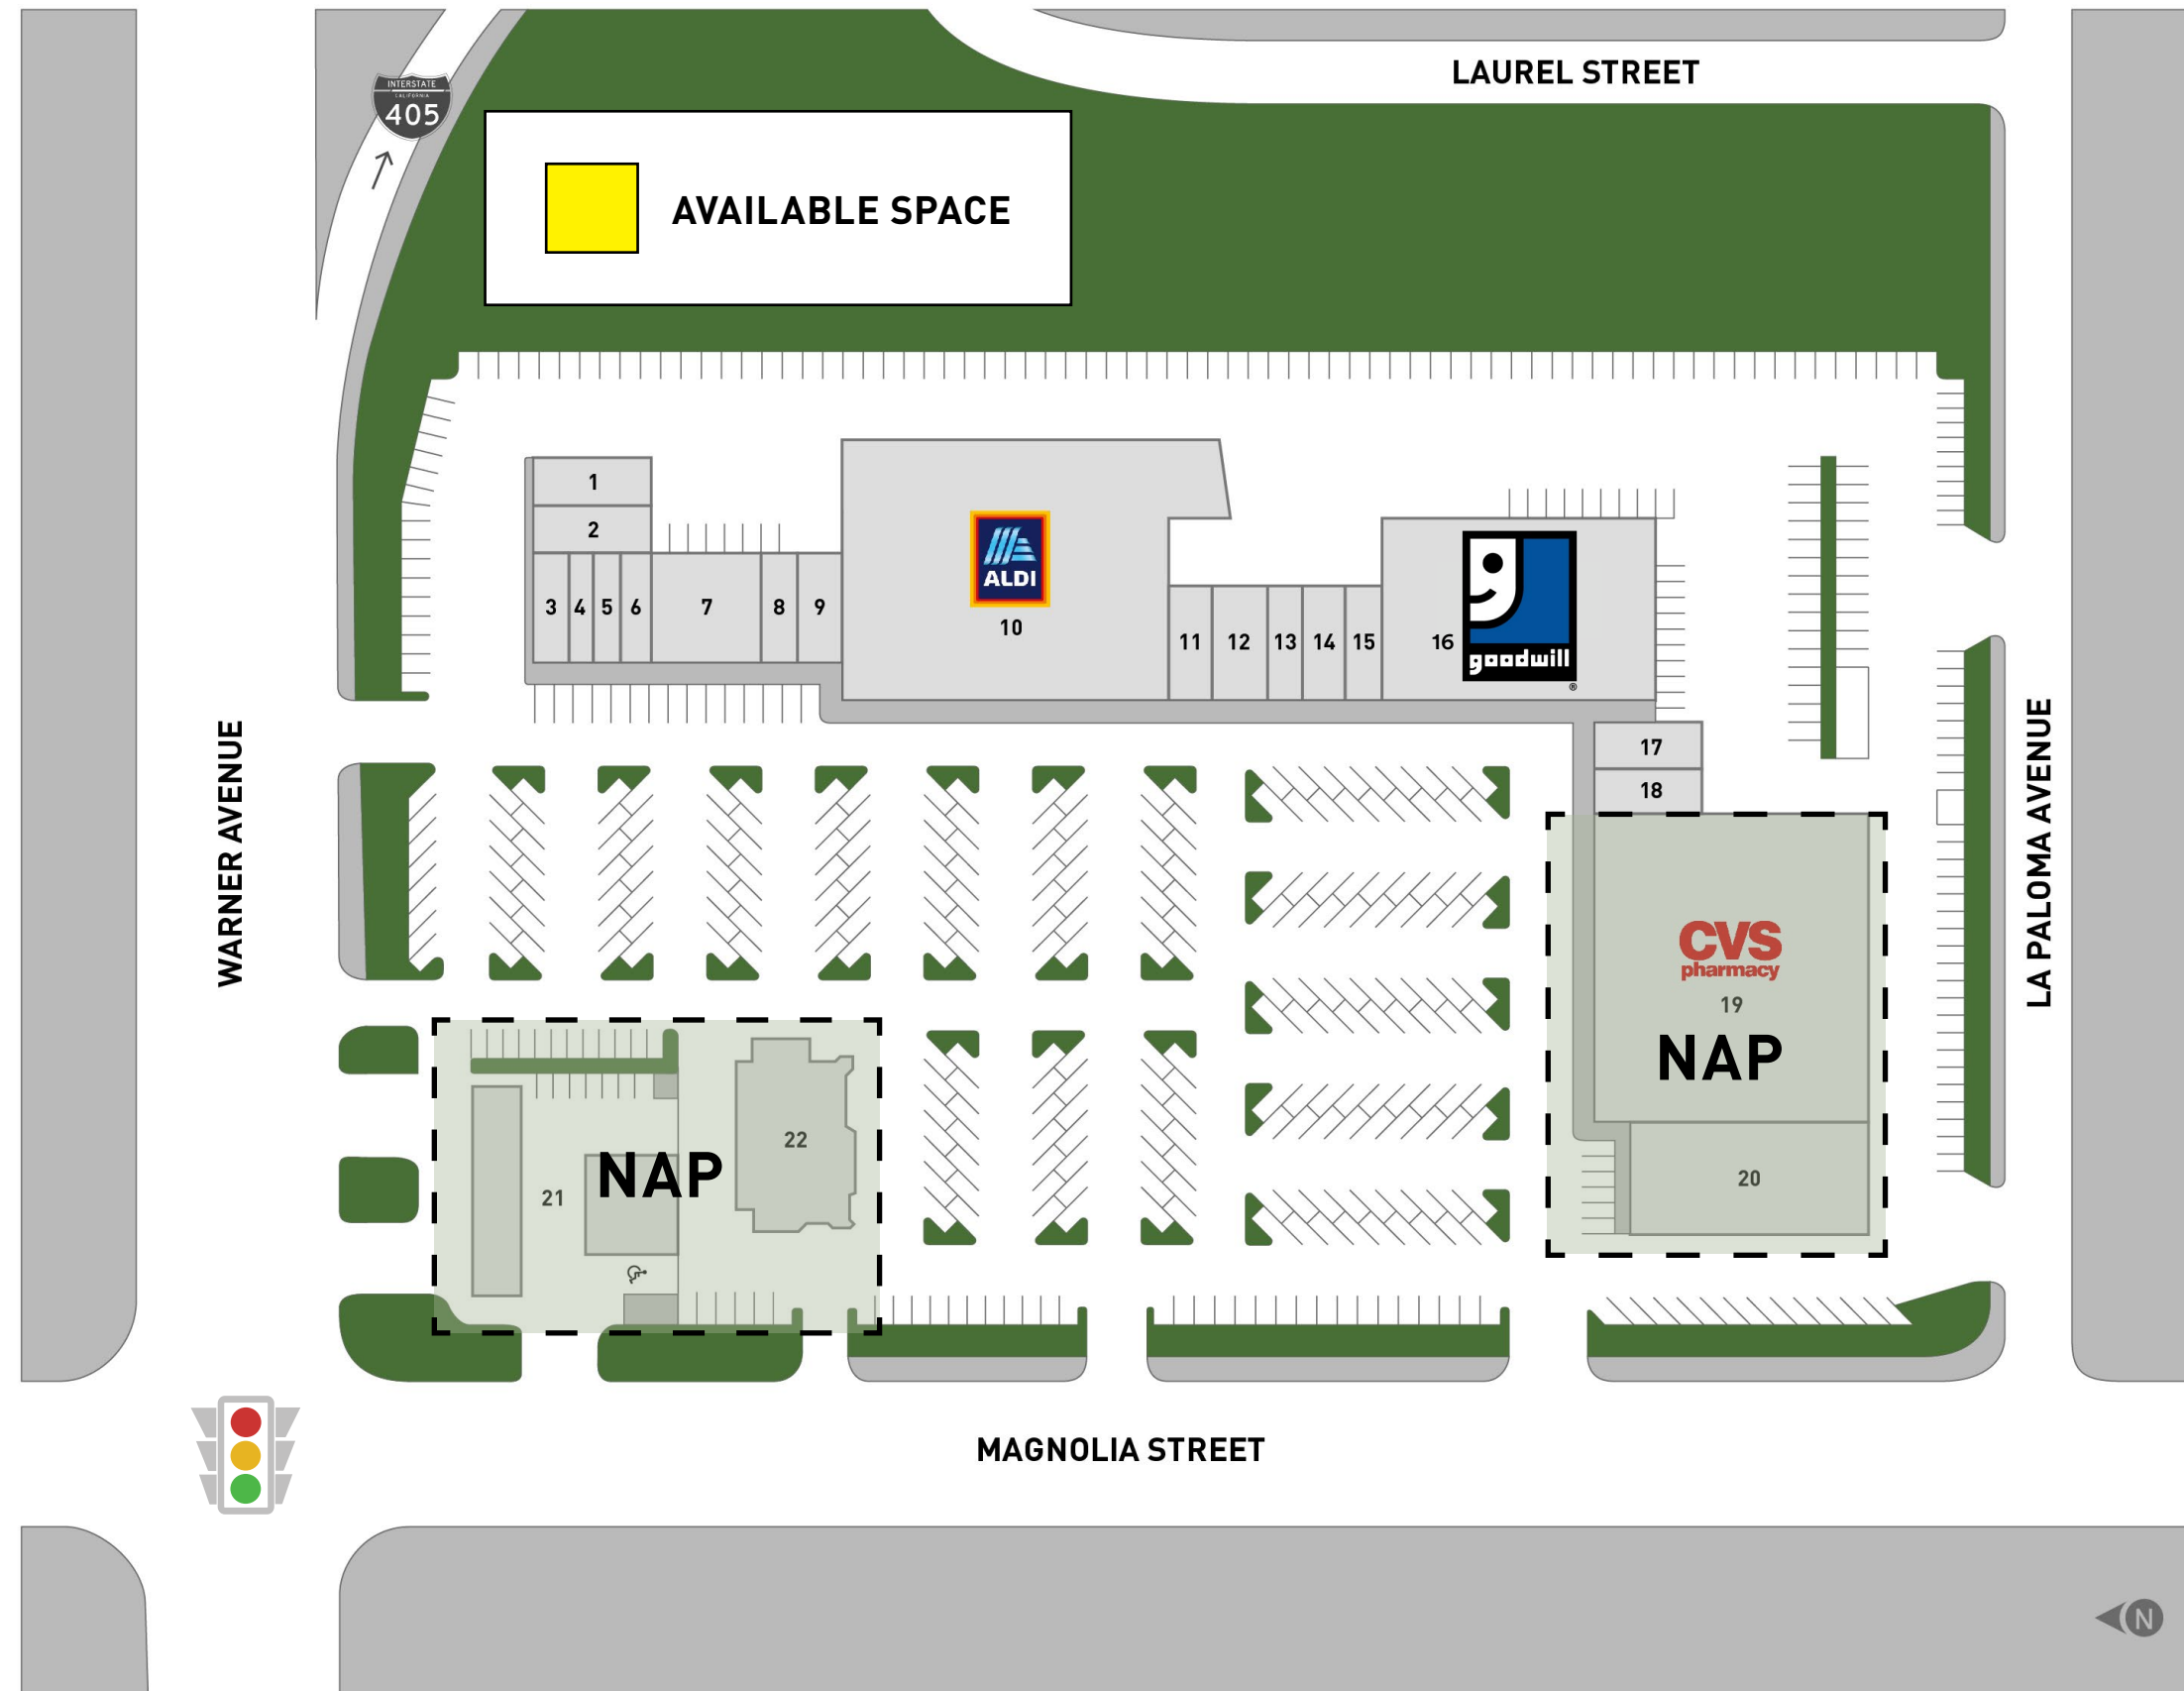 LAUREL STREET
INTERSTATE
CALIFORNIA
405
AVAILABLE SPACE
1
2
3 4 5 6 7 8 9
ALDI
10
11 12 13 14 15 16
goodwill
®
17
18
WARNER AVENUE
LA PALOMA AVENUE
CVS
pharmacy
19
NAP
20
21
NAP
22
MAGNOLIA STREET
N